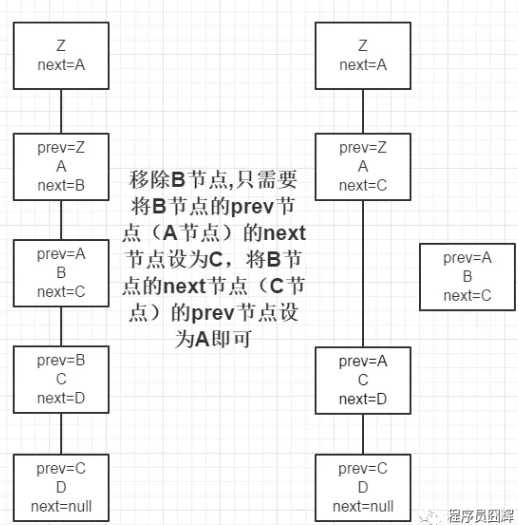 Z
next=A
prev=Z
A
next=B
prev=A
B
next=C
prev=B
C
next=D
prev=C
D
next=null
移除B节点,只需要
将B节点的prev节
点（A节点）的next
节点设为C，将B节
点的next节点（C节
点）的prev节点设
为A即可
Z
next=A
prev=Z
A
next=C
prev=A
B
next=C
prev=A
C
next=D
prev=C
D
next=null
程序员囧辉